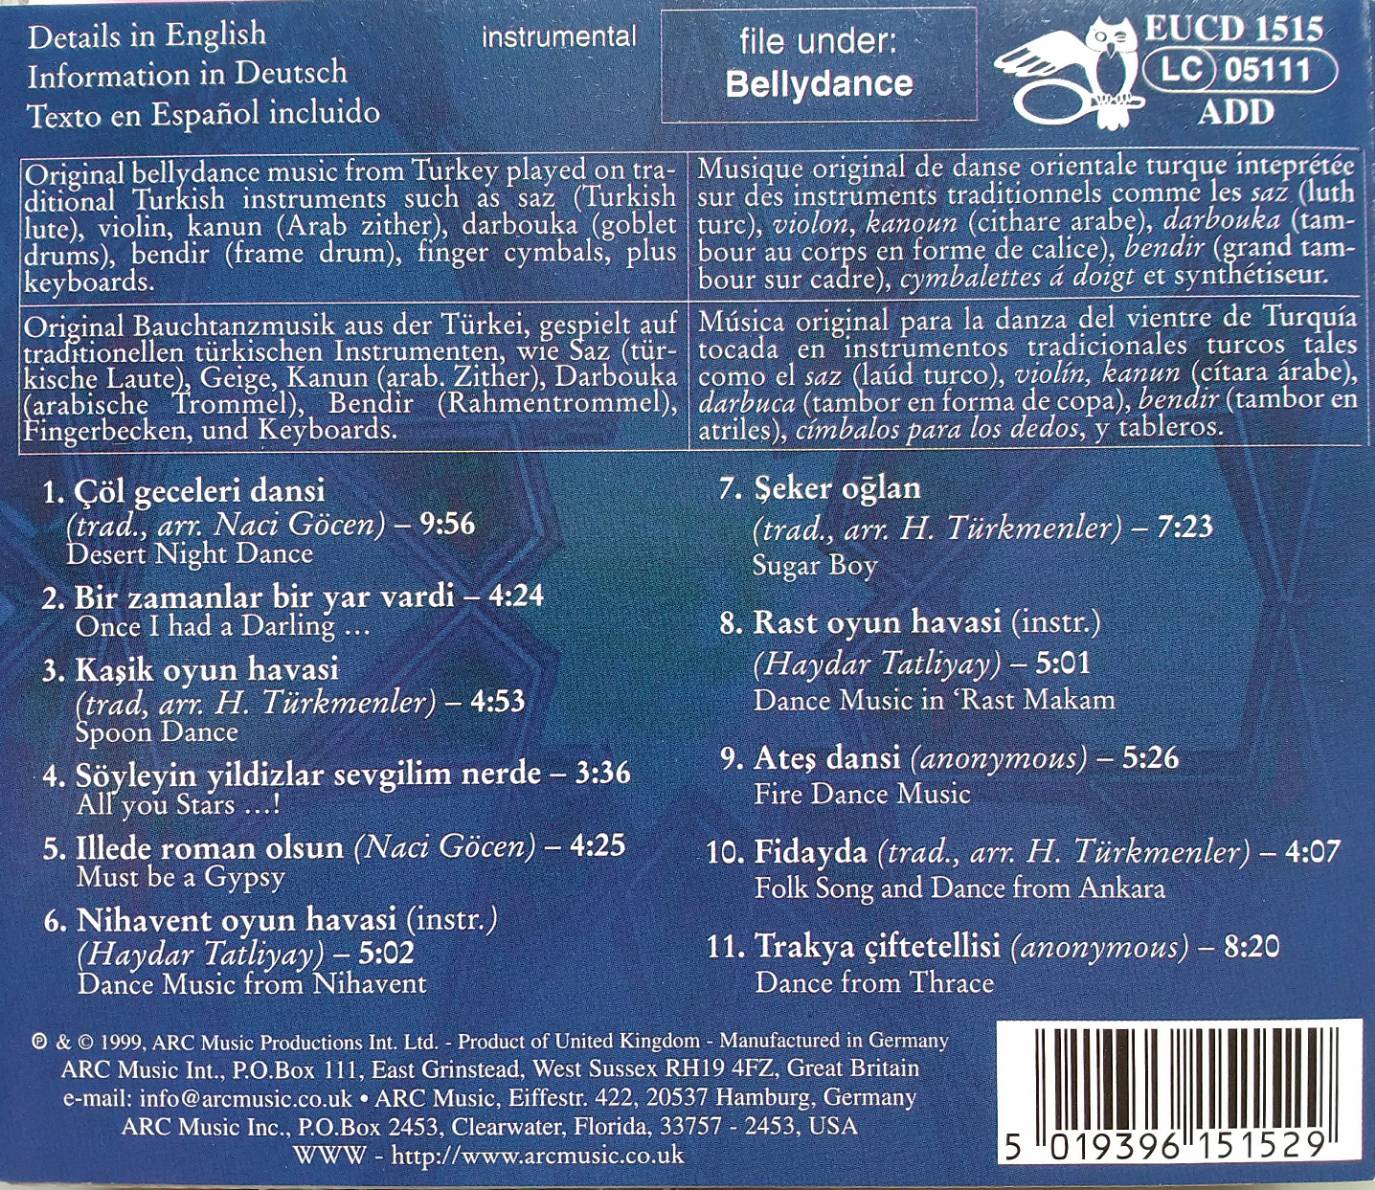 Details in English
Information in Deutsch
Texto en Español incluido
instrumental
file under:
Bellydance
EUCD 1515
LC 05111
ADD
Original bellydance music from Turkey played on tra-
ditional Turkish instruments such as saz (Turkish
lute), violin, kanun (Arab zither), darbouka (goblet
drums), bendir (frame drum), finger cymbals, plus
keyboards.
Musique original de danse orientale turque inteprétée
sur des instruments traditionnels comme les saz (luth
turc), violon, kanoun (cithare arabe), darbouka (tam-
bour au corps en forme de calice), bendir (grand tam-
bour sur cadre), cymbalettes á doigt et synthétiseur.
Original Bauchtanzmusik aus der Türkei, gespielt auf
traditionellen türkischen Instrumenten, wie Saz (tür-
kische Laute), Geige, Kanun (arab. Zither), Darbouka
(arabische Trommel), Bendir (Rahmentrommel),
Fingerbecken, und Keyboards.
Música original para la danza del vientre de Turquía
tocada en instrumentos tradicionales turcos tales
como el saz (laúd turco), violín, kanun (cítara árabe),
darbuca (tambor en forma de copa), bendir (tambor en
atriles), címbalos para los dedos, y tableros.
1. Çöl geceleri dansi
(trad., arr. Naci Göcen) – 9:56
Desert Night Dance
2. Bir zamanlar bir yar vardi – 4:24
Once I had a Darling ...
3. Kaşik oyun havasi
(trad, arr. H. Türkmenler) – 4:53
Spoon Dance
4. Söyleyin yildizlar sevgilim nerde – 3:36
All you Stars ...!
5. Illede roman olsun (Naci Göcen) – 4:25
Must be a Gypsy
6. Nihavent oyun havasi (instr.)
(Haydar Tatliyay) – 5:02
Dance Music from Nihavent
7. Şeker oğlan
(trad., arr. H. Türkmenler) – 7:23
Sugar Boy
8. Rast oyun havasi (instr.)
(Haydar Tatliyay) – 5:01
Dance Music in ‘Rast Makam
9. Ateş dansi (anonymous) – 5:26
Fire Dance Music
10. Fidayda (trad., arr. H. Türkmenler) – 4:07
Folk Song and Dance from Ankara
11. Trakya çiftetellisi (anonymous) – 8:20
Dance from Thrace
℗ & © 1999, ARC Music Productions Int. Ltd. - Product of United Kingdom - Manufactured in Germany
ARC Music Int., P.O.Box 111, East Grinstead, West Sussex RH19 4FZ, Great Britain
e-mail: info@arcmusic.co.uk • ARC Music, Eiffestr. 422, 20537 Hamburg, Germany
ARC Music Inc., P.O.Box 2453, Clearwater, Florida, 33757 - 2453, USA
WWW - http://www.arcmusic.co.uk
5 019396 151529